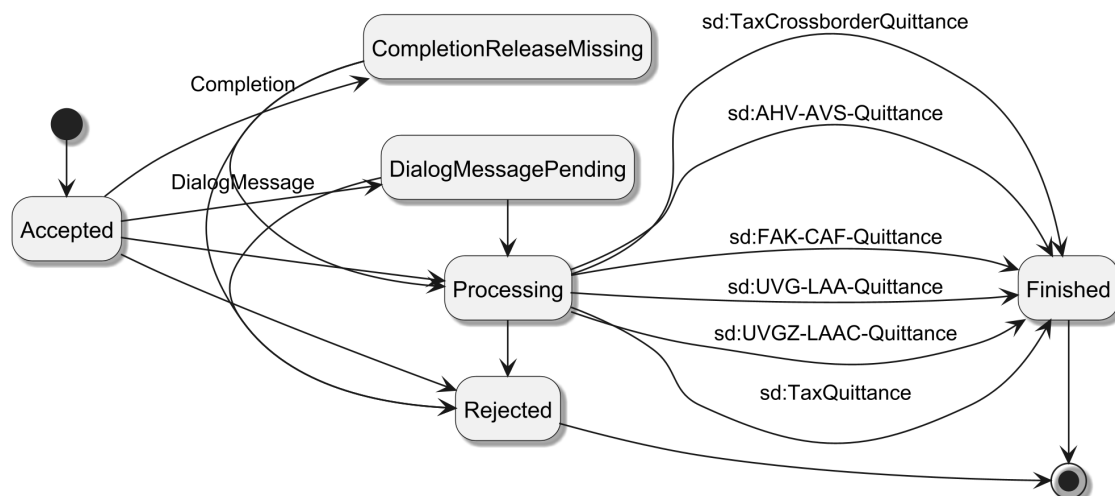 sd:TaxCrossborderQuittance
CompletionReleaseMissing
Completion
sd:AHV-AVS-Quittance
DialogMessagePending
DialogMessage
Accepted
sd:FAK-CAF-Quittance
Processing
sd:UVG-LAA-Quittance
Finished
sd:UVGZ-LAAC-Quittance
sd:TaxQuittance
Rejected